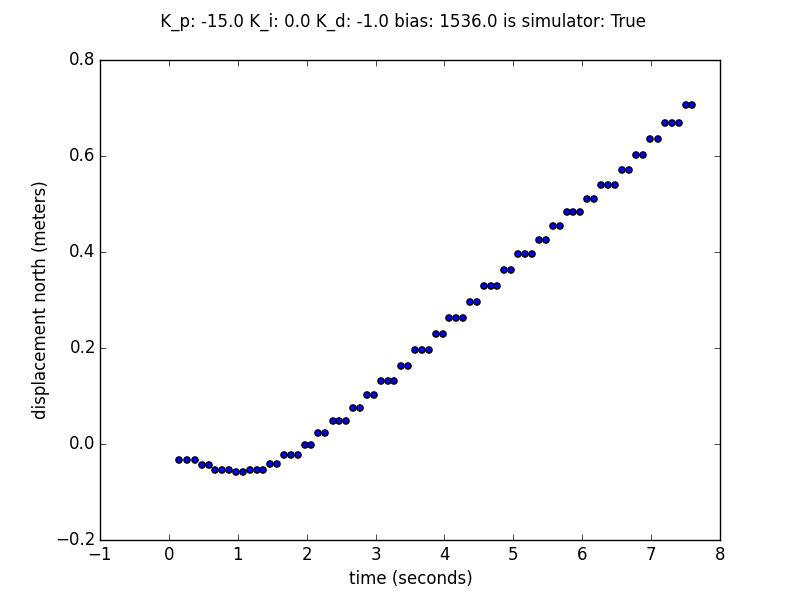 K_p: -15.0 K_i: 0.0 K_d: -1.0 bias: 1536.0 is simulator: True
0.8
0.6
0.4
0.2
0.0
−0.2
displacement north (meters)
−1 0 1 2 3 4 5 6 7 8
time (seconds)